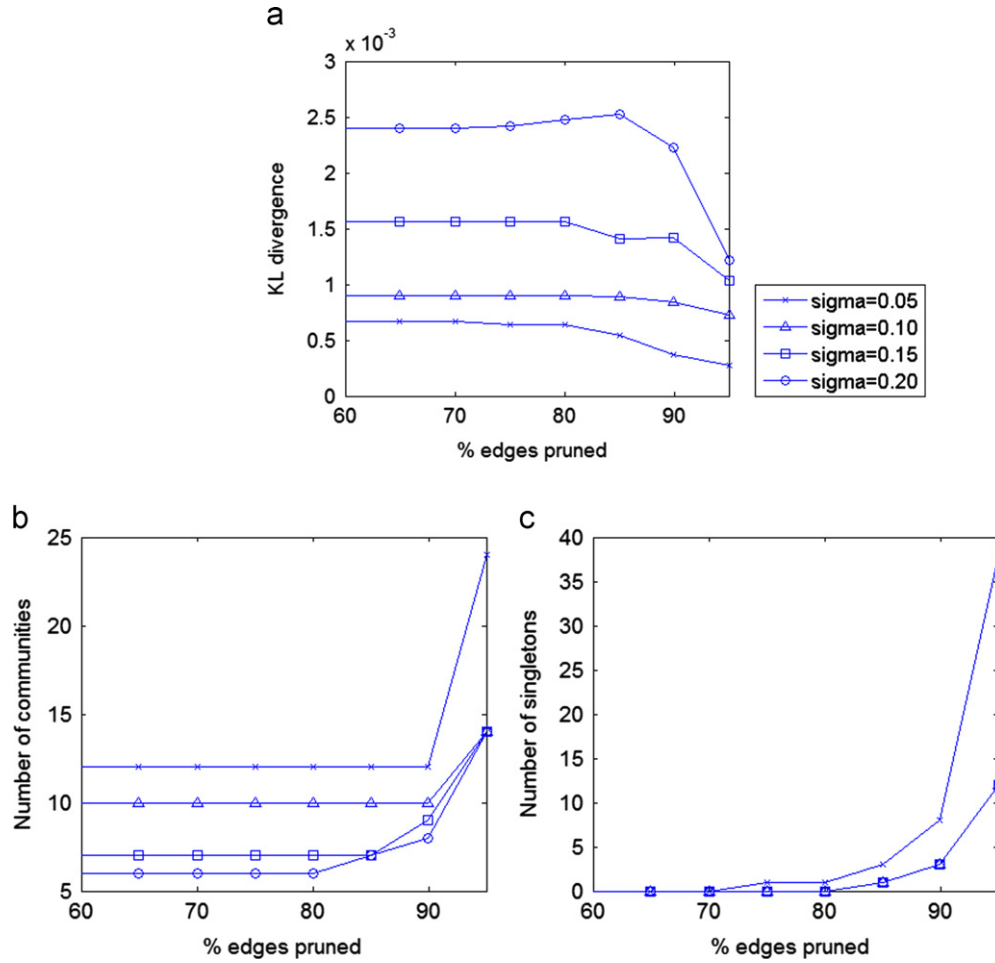 a
x 10⁻³
3
2.5
2
1.5
1
0.5
0
KL divergence
60 70 80 90
% edges pruned
sigma=0.05
sigma=0.10
sigma=0.15
sigma=0.20
b
25
20
15
10
5
Number of communities
60 70 80 90
% edges pruned
c
40
35
30
25
20
15
10
5
0
Number of singletons
60 70 80 90
% edges pruned